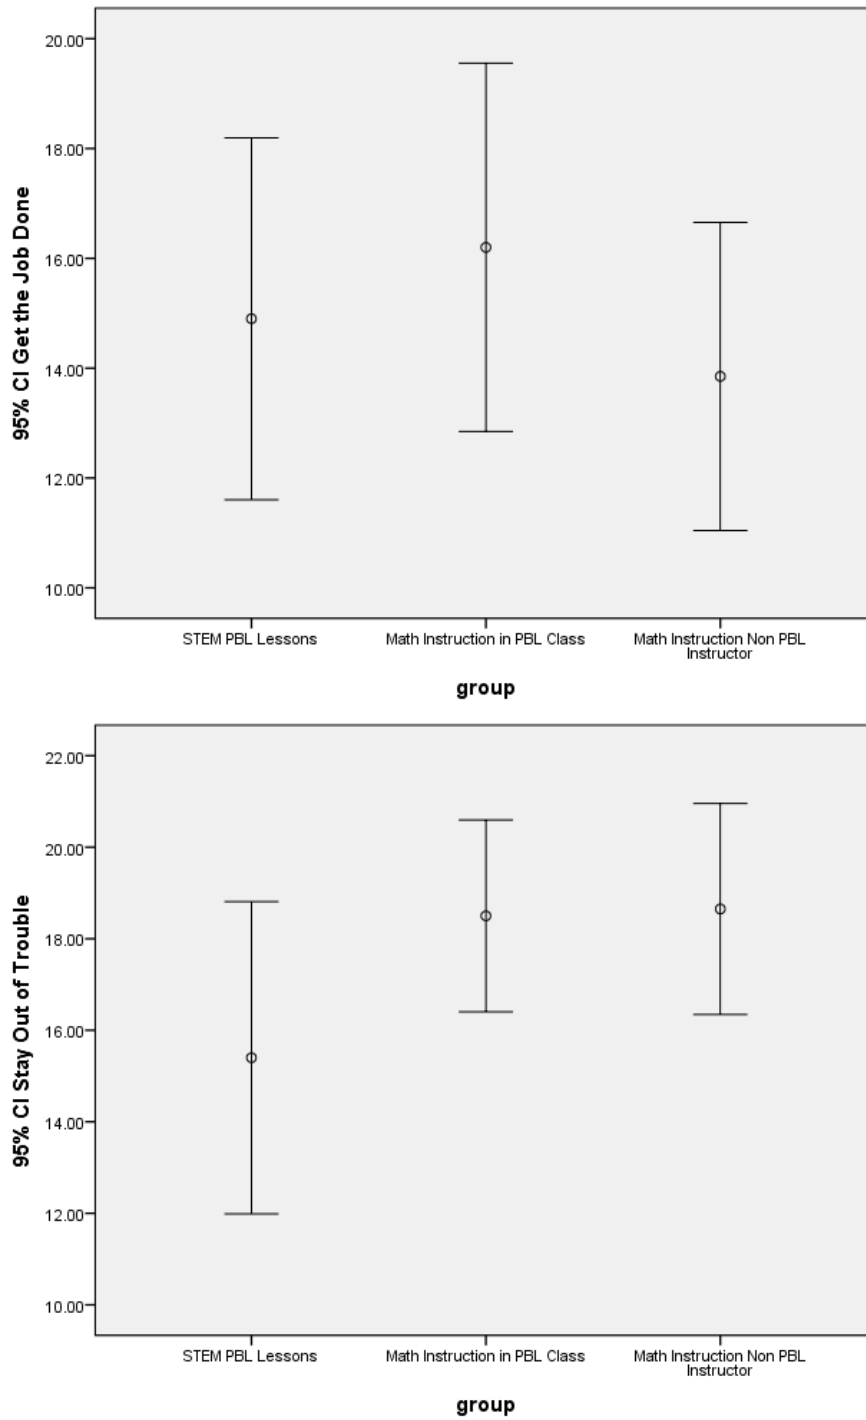 95% CI Get the Job Done
20.00
18.00
16.00
14.00
12.00
10.00
STEM PBL Lessons
Math Instruction in PBL Class
Math Instruction Non PBL
Instructor
group
95% CI Stay Out of Trouble
22.00
20.00
18.00
16.00
14.00
12.00
10.00
STEM PBL Lessons
Math Instruction in PBL Class
Math Instruction Non PBL
Instructor
group